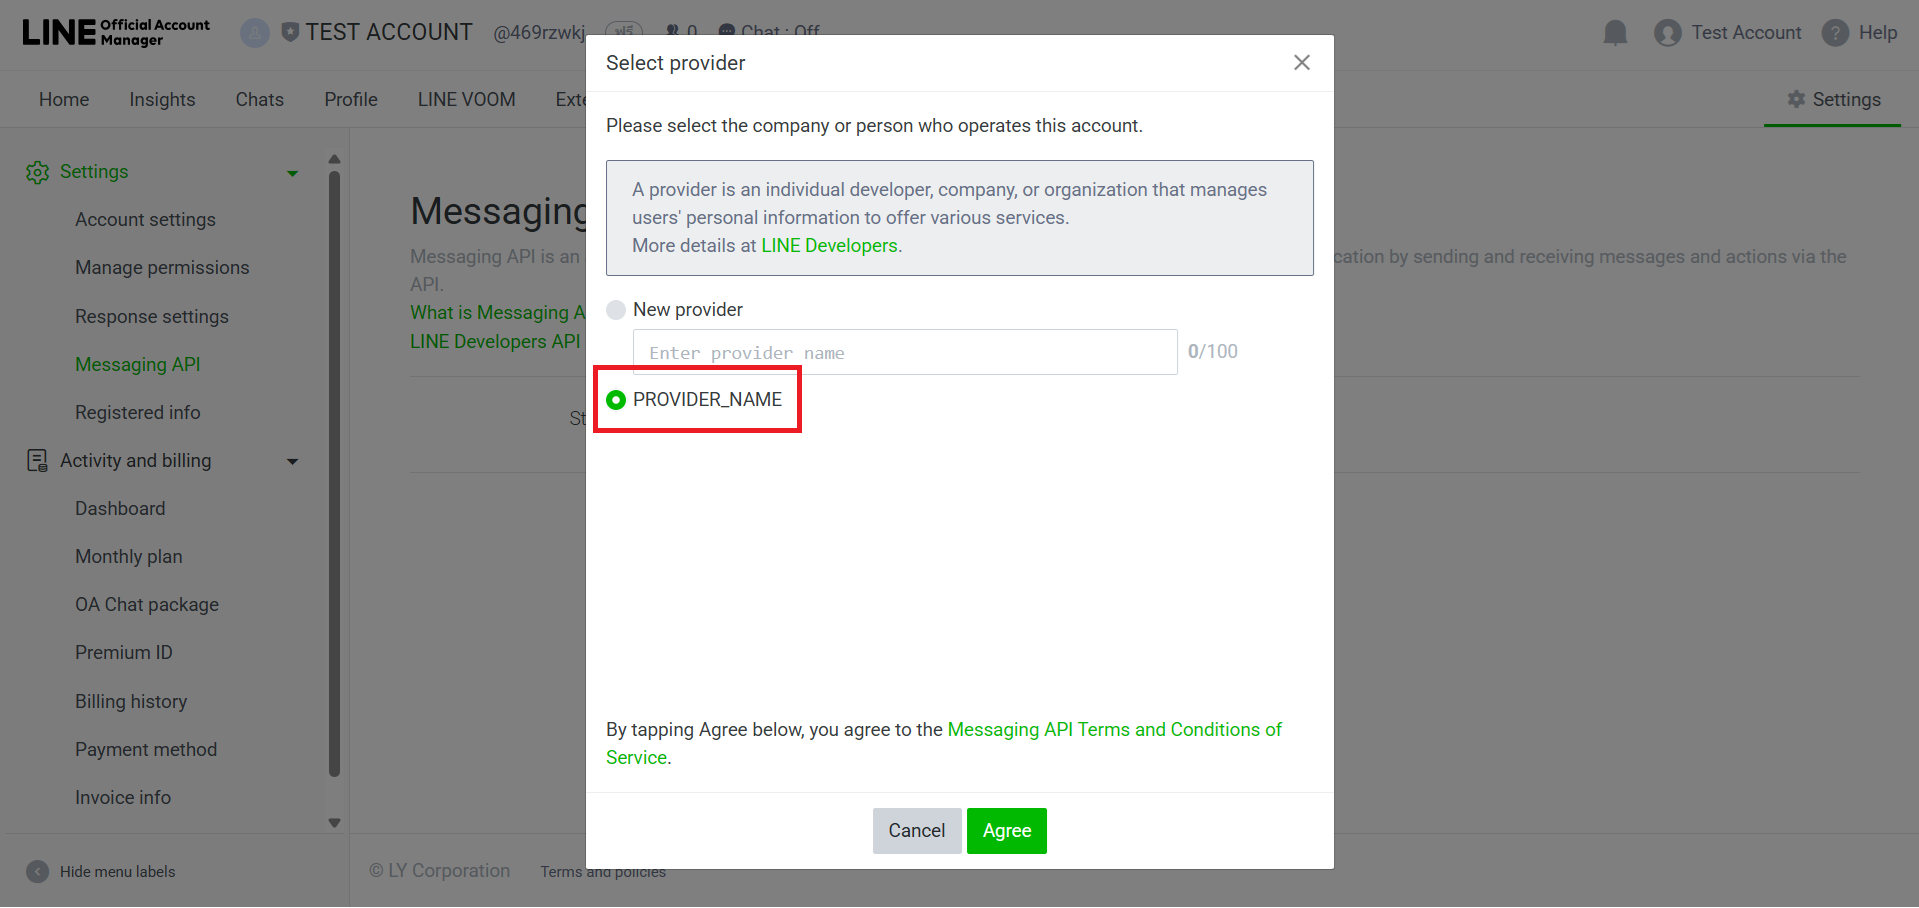 LINE Official Account Manager
TEST ACCOUNT @469rzwkj ฟรี 0 Chat : Off
Test Account
Help
Home Insights Chats Profile LINE VOOM
Settings
Settings
Account settings
Manage permissions
Response settings
Messaging API
Registered info
Activity and billing
Dashboard
Monthly plan
OA Chat package
Premium ID
Billing history
Payment method
Invoice info
Hide menu labels
Messaging
Messaging API is an
cation by sending and receiving messages and actions via the
API.
What is Messaging A
LINE Developers API
St
Select provider
Please select the company or person who operates this account.
A provider is an individual developer, company, or organization that manages
users' personal information to offer various services.
More details at LINE Developers.
New provider
Enter provider name
0/100
PROVIDER_NAME
By tapping Agree below, you agree to the Messaging API Terms and Conditions of
Service.
Cancel Agree
© LY Corporation Terms and policies